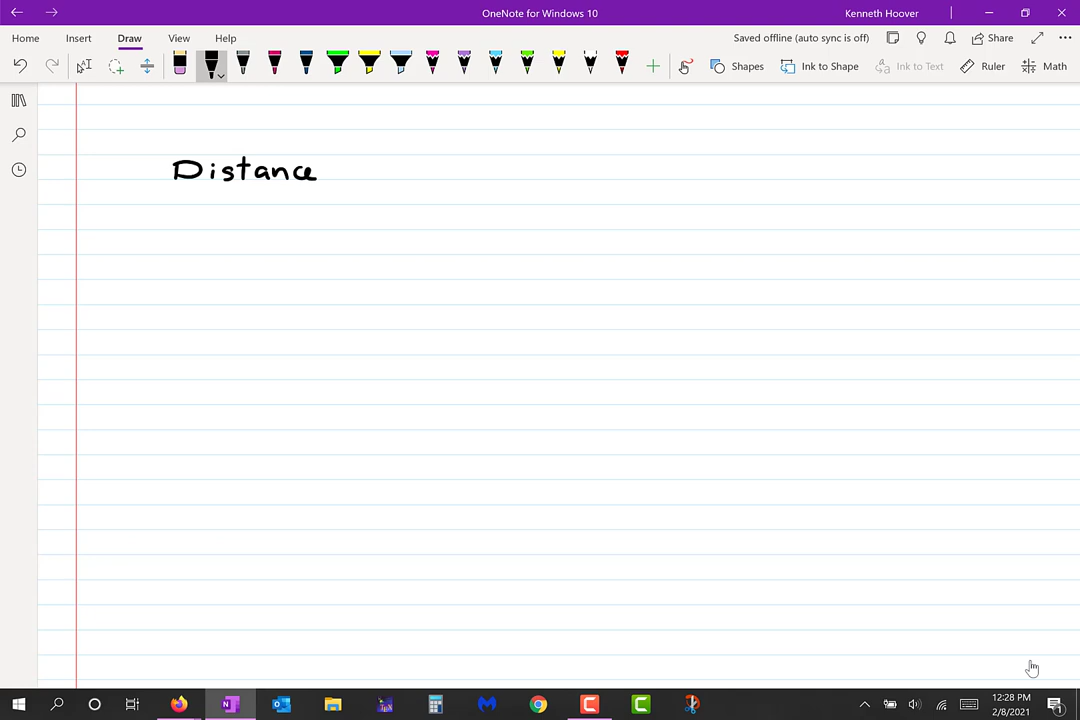 OneNote for Windows 10
Kenneth Hoover
Home Insert Draw View Help
Saved offline (auto sync is off)
Share
Shapes
Ink to Shape
Ink to Text
Ruler
Math
Distance
12:28 PM
2/8/2021